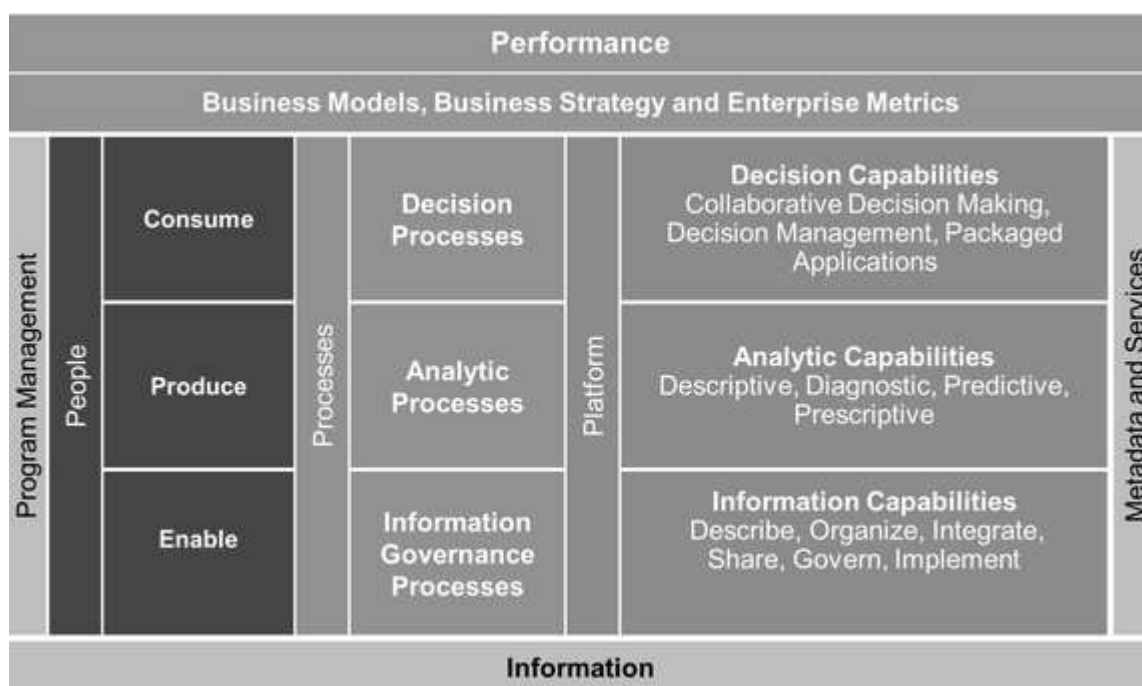 Performance
Business Models, Business Strategy and Enterprise Metrics
Program Management
People
Consume
Produce
Enable
Processes
Decision
Processes
Analytic
Processes
Information
Governance
Processes
Platform
Decision Capabilities
Collaborative Decision Making,
Decision Management, Packaged
Applications
Analytic Capabilities
Descriptive, Diagnostic, Predictive,
Prescriptive
Information Capabilities
Describe, Organize, Integrate,
Share, Govern, Implement
Metadata and Services
Information